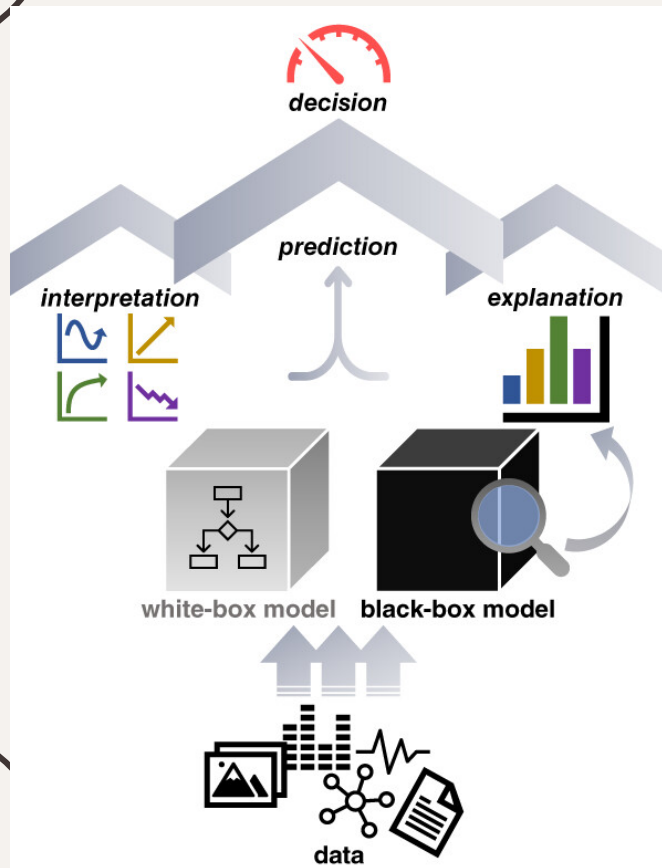 decision
prediction
interpretation
explanation
white-box model
black-box model
data